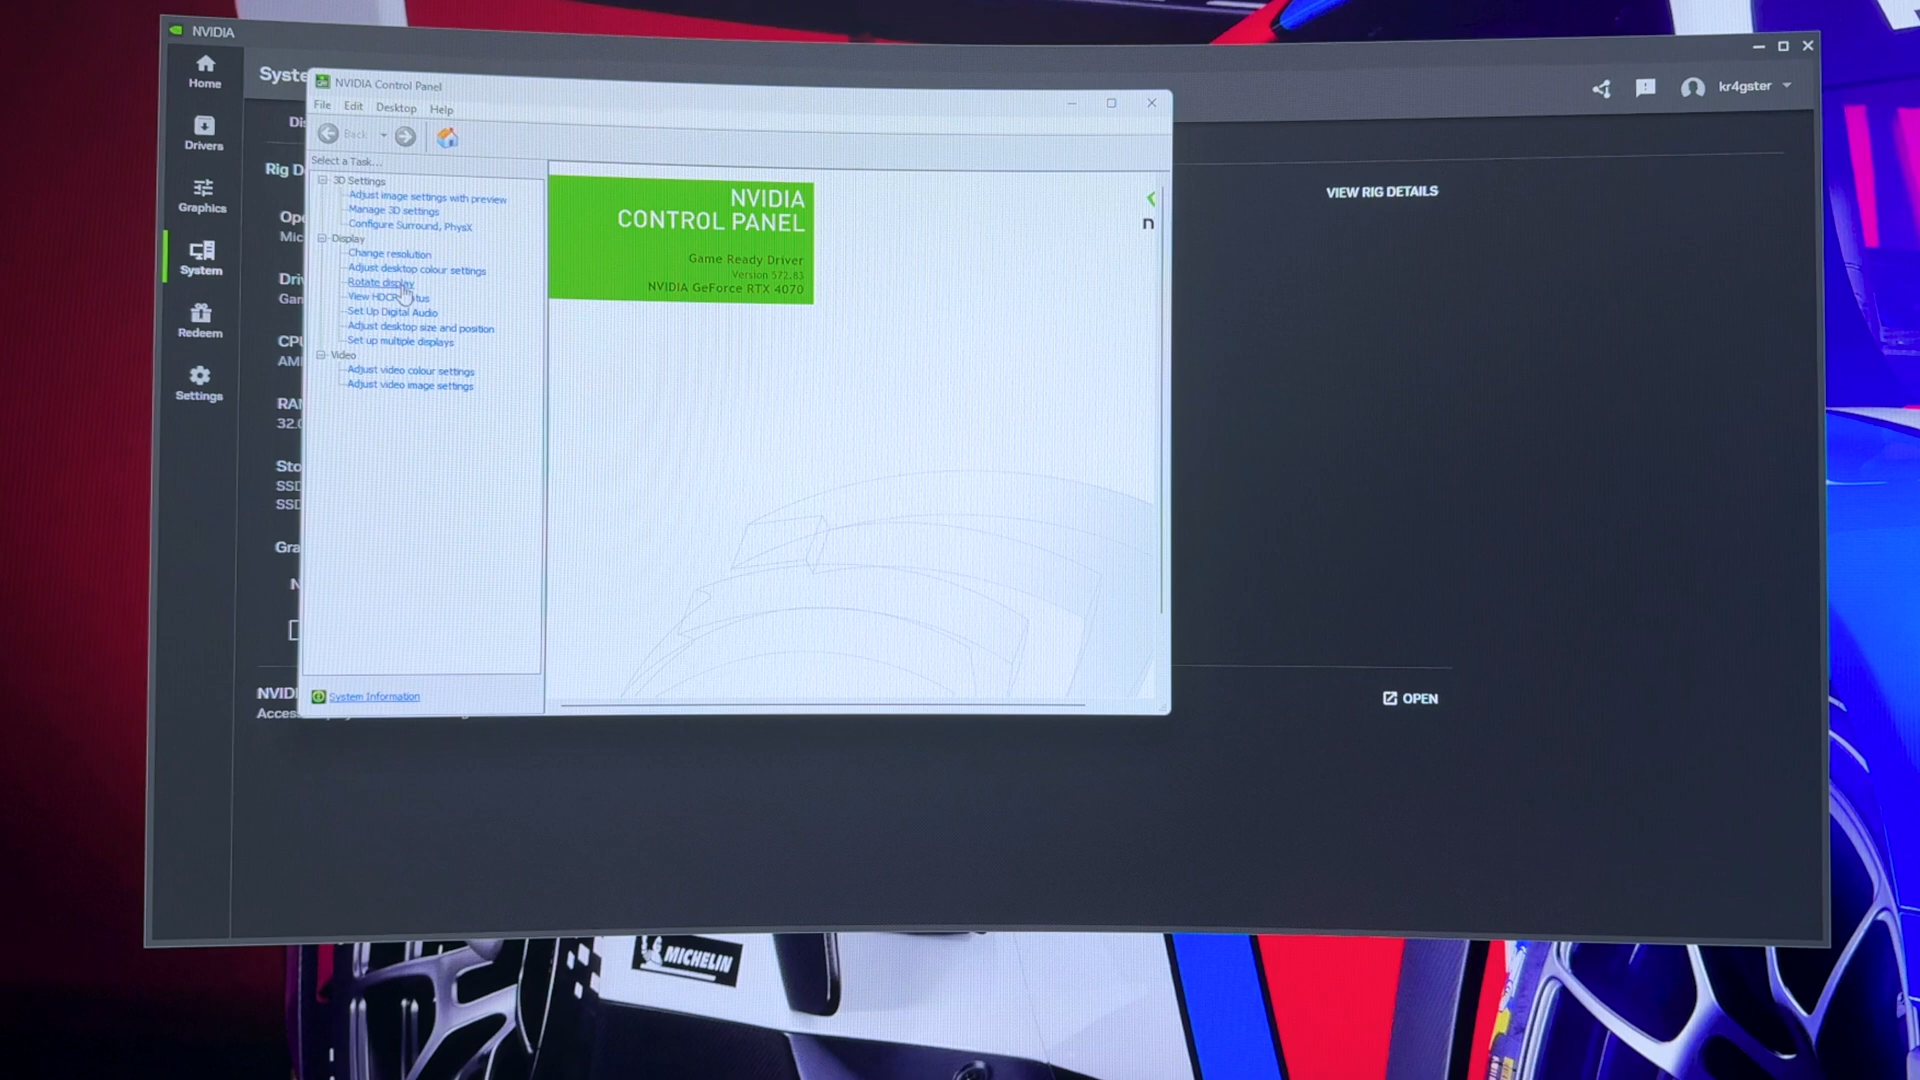 NVIDIA
Home
Drivers
Graphics
System
Redeem
Settings
kr4gster
VIEW RIG DETAILS
OPEN
NVIDIA Control Panel
File Edit Desktop Help
Back
Select a Task...
3D Settings
Adjust image settings with preview
Manage 3D settings
Configure Surround, PhysX
Display
Change resolution
Adjust desktop colour settings
Rotate display
View HDCP
Set Up Digital Audio
Adjust desktop size and position
Set up multiple displays
Video
Adjust video colour settings
Adjust video image settings
System Information
NVIDIA
CONTROL PANEL
Game Ready Driver
Version 572.83
NVIDIA GeForce RTX 4070
n
Rig D
MICHELIN